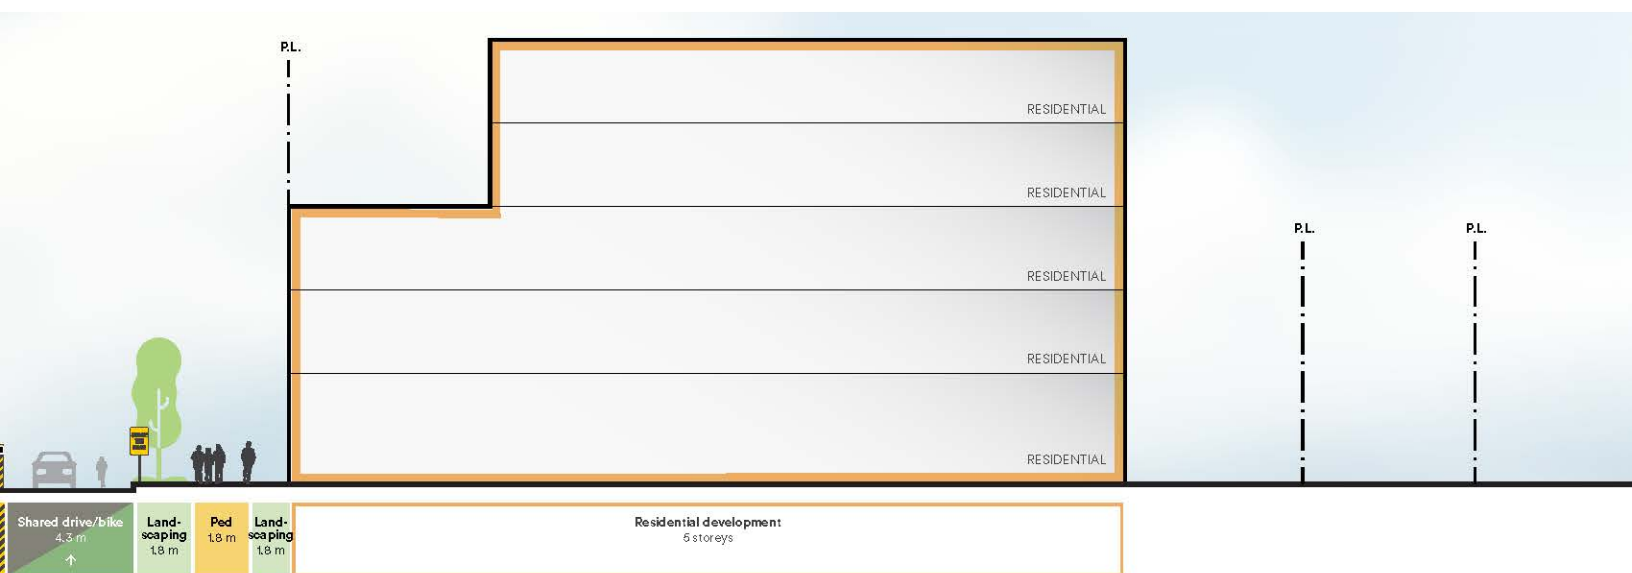 P.L.
RESIDENTIAL
RESIDENTIAL
P.L.
P.L.
RESIDENTIAL
RESIDENTIAL
RESIDENTIAL
Shared drive/bike
4.3 m
Land-
scaping
1.8 m
Ped
1.8 m
Land-
scaping
1.8 m
Residential development
5 storeys